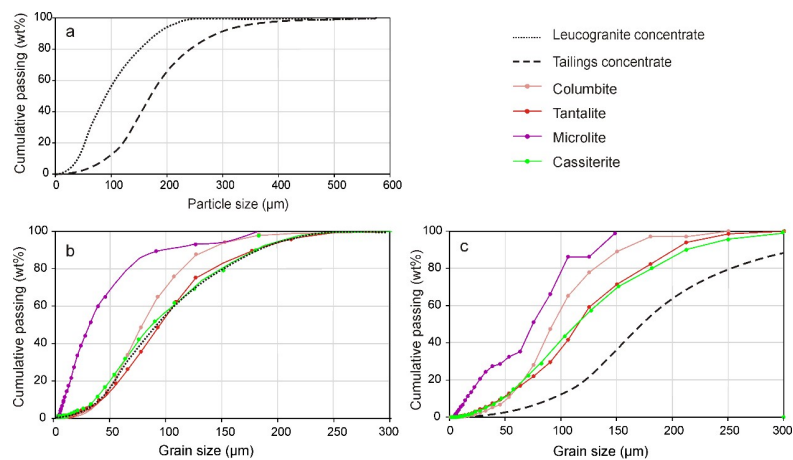 a
Cumulative passing (wt%)
100
80
60
40
20
0
0 100 200 300 400 500 600
Particle size (µm)
Leucogranite concentrate
Tailings concentrate
Columbite
Tantalite
Microlite
Cassiterite
b
Cumulative passing (wt%)
100
80
60
40
20
0
0 50 100 150 200 250 300
Grain size (µm)
c
Cumulative passing (wt%)
100
80
60
40
20
0
0 50 100 150 200 250 300
Grain size (µm)